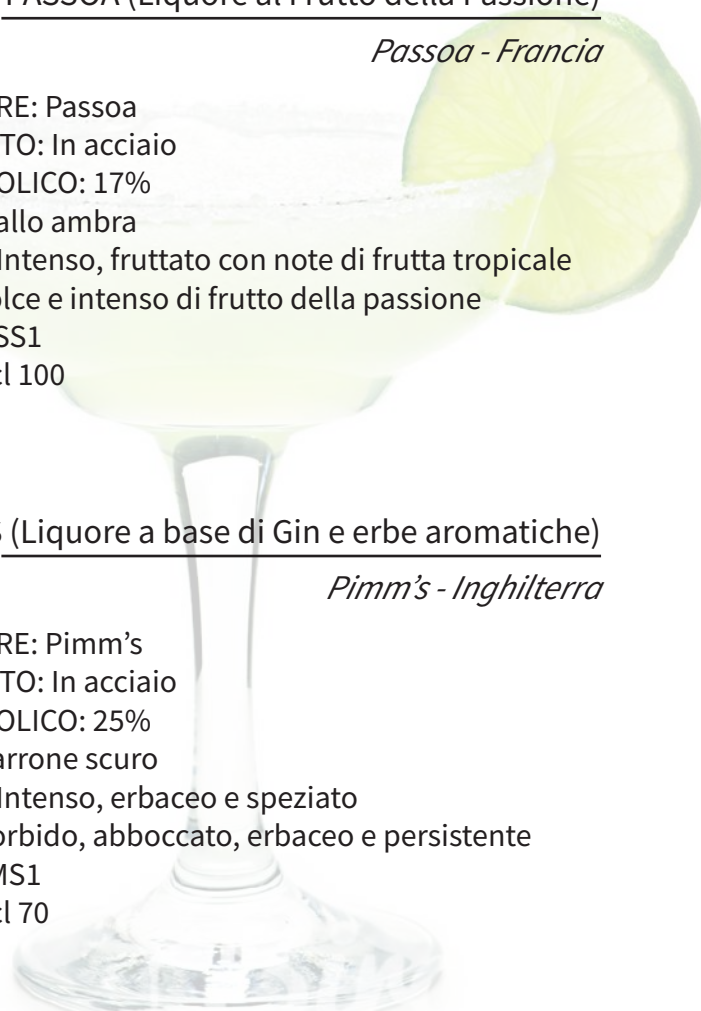 PASSOA (Liquore al Frutto della Passione)
Passoa - Francia
RE: Passoa
TO: In acciaio
OLICO: 17%
allo ambra
Intenso, fruttato con note di frutta tropicale
olce e intenso di frutto della passione
SS1
cl 100
S (Liquore a base di Gin e erbe aromatiche)
Pimm’s - Inghilterra
RE: Pimm’s
TO: In acciaio
OLICO: 25%
arrone scuro
Intenso, erbaceo e speziato
orbido, abboccato, erbaceo e persistente
MS1
cl 70